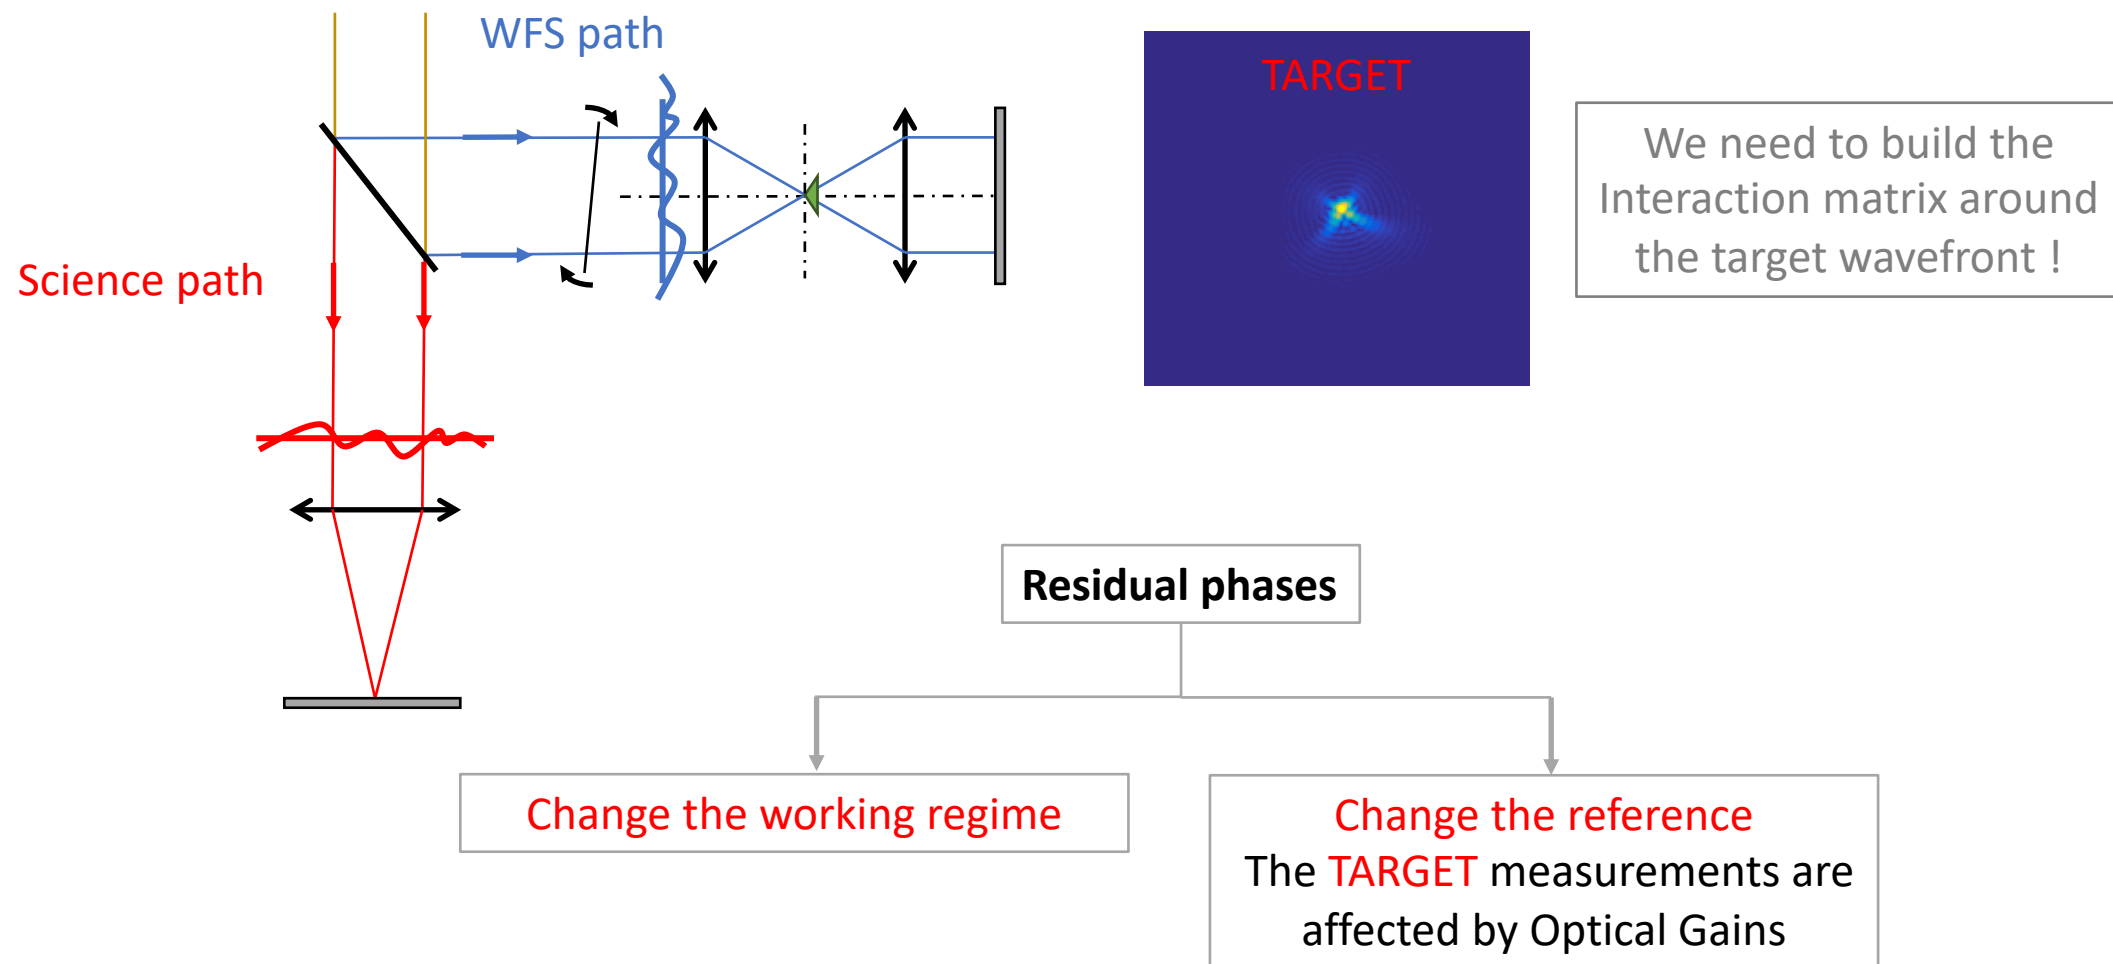 WFS path
TARGET
We need to build the
Interaction matrix around
the target wavefront !
Science path
Residual phases
Change the working regime
Change the reference
The TARGET measurements are
affected by Optical Gains